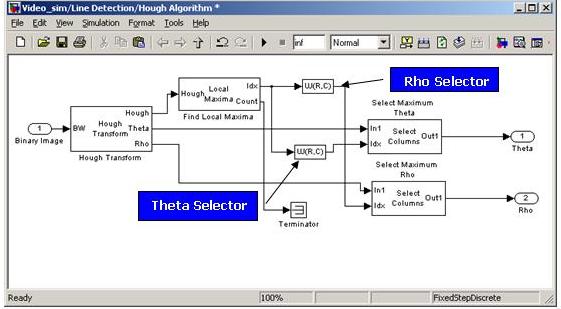 Video_sim/Line Detection/Hough Algorithm *
File Edit View Simulation Format Tools Help
inf Normal
Rho Selector
Hough Local Maxima Idx Count
Find Local Maxima
U(R,C)
Select Maximum Theta
1
Binary Image
BW Hough Transform Hough Theta Rho
Hough Transform
In1 Idx Select Columns Out1
1
Theta
U(R,C)
Select Maximum Rho
Theta Selector
In1 Idx Select Columns Out1
2
Rho
Terminator
Ready 100% FixedStepDiscrete